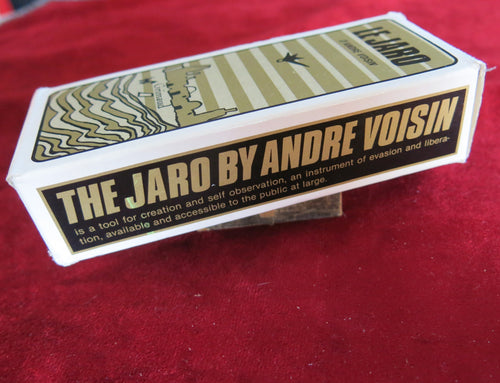 LE JARO
D'ANDRE VOISIN
Grimaud
THE JARO BY ANDRE VOISIN
is a tool for creation and self observation, an instrument of evasion and libera-
tion, available and accessible to the public at large.